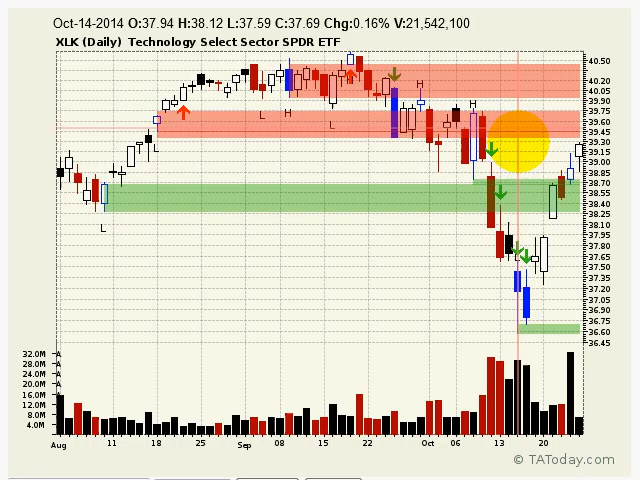 Oct-14-2014 O:37.94 H:38.12 L:37.59 C:37.69 Chg:0.16% V:21,542,100
XLK (Daily) Technology Select Sector SPDR ETF
40.50
40.20
40.05
39.90
39.75
39.60
39.45
39.30
39.15
39.00
38.85
38.70
38.55
38.40
38.25
38.10
37.95
37.80
37.65
37.50
37.35
37.20
37.05
36.90
36.75
36.60
36.45
H
H
H
H
L
L
L
L
32.0M
28.0M
24.0M
20.0M
16.0M
12.0M
8.0M
4.0M
A
A
A
A
A
Aug 11 18 25 Sep 08 15 22 Oct 06 13 20
© TAToday.com